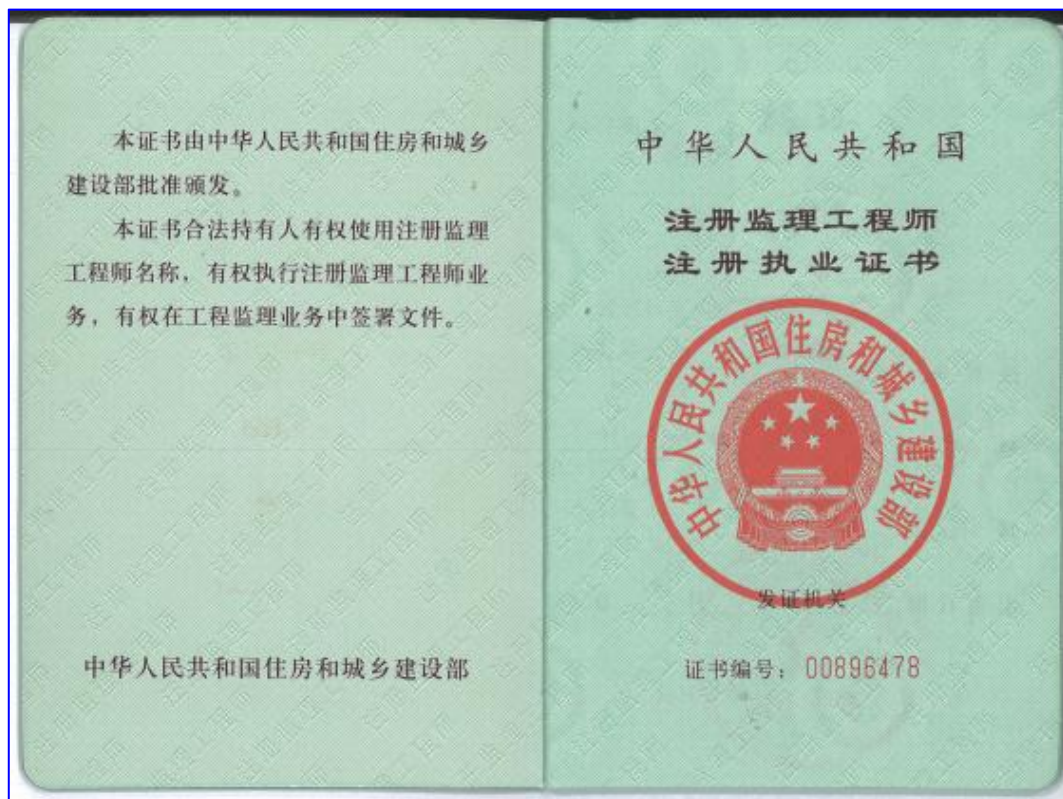 本证书由中华人民共和国住房和城乡
建设部批准颁发。
本证书合法持有人有权使用注册监理
工程师名称，有权执行注册监理工程师业
务，有权在工程监理业务中签署文件。
中华人民共和国住房和城乡建设部
中华人民共和国
注册监理工程师
注册执业证书
中华人民共和国住房和城乡建设部
发证机关
证书编号：00896478